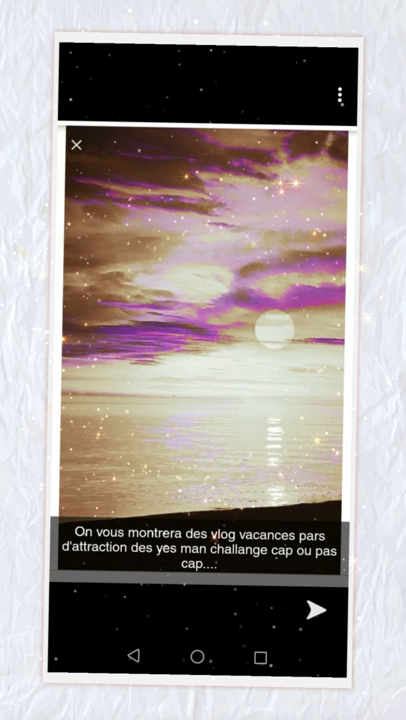 On vous montrera des vlog vacances pars
d'attraction des yes man challange cap ou pas
cap....